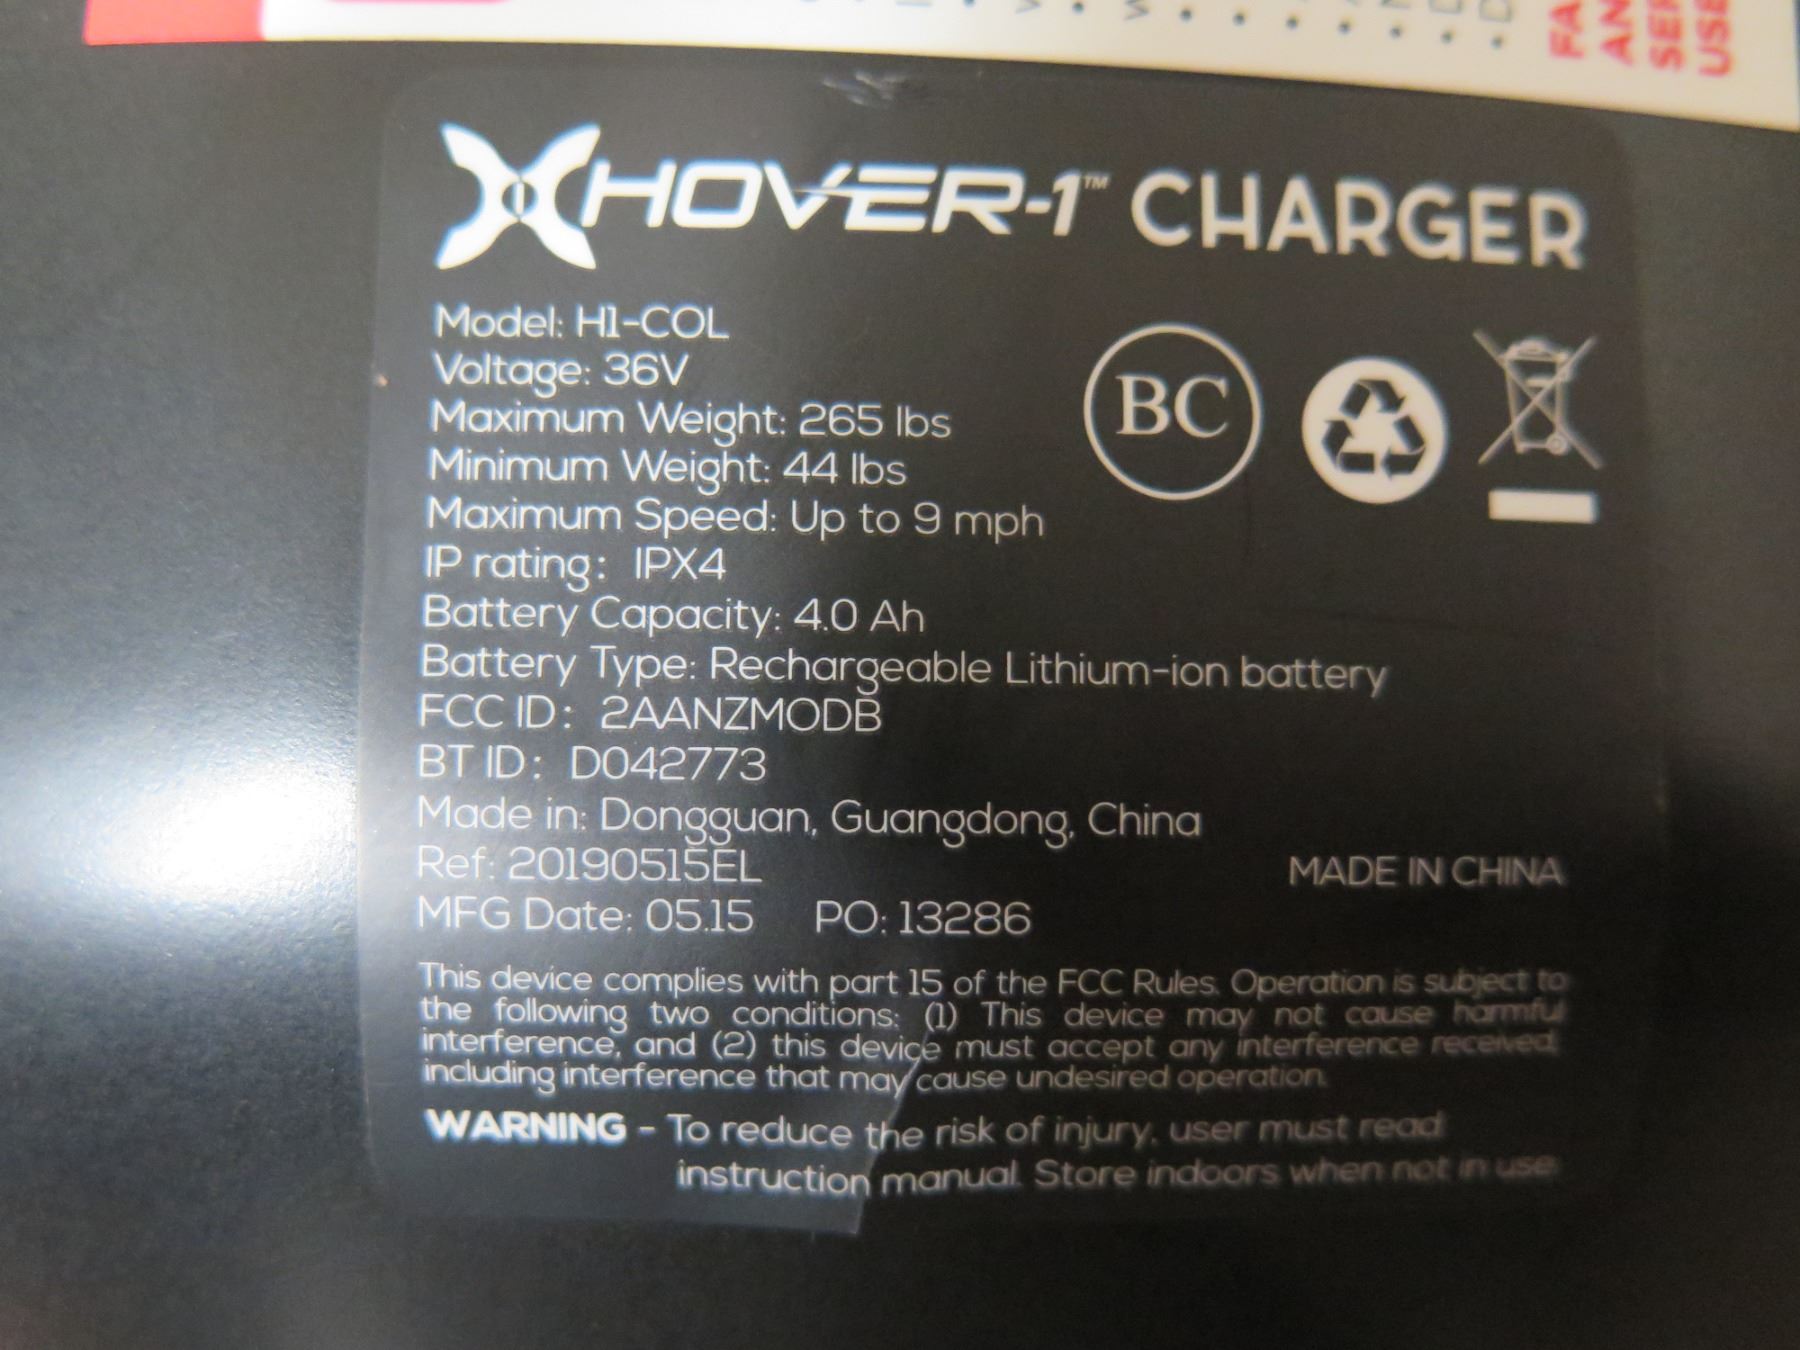 HOVER-1™ CHARGER
Model: H1-COL
Voltage: 36V
Maximum Weight: 265 lbs
Minimum Weight: 44 lbs
Maximum Speed: Up to 9 mph
IP rating: IPX4
Battery Capacity: 4.0 Ah
Battery Type: Rechargeable Lithium-ion battery
FCC ID: 2AANZMODB
BT ID: D042773
Made in: Dongguan, Guangdong, China
Ref: 20190515EL
MFG Date: 05.15 PO: 13286
BC
MADE IN CHINA
This device complies with part 15 of the FCC Rules. Operation is subject to
the following two conditions: (1) This device may not cause harmful
interference, and (2) this device must accept any interference received,
including interference that may cause undesired operation.
WARNING - To reduce the risk of injury, user must read
instruction manual. Store indoors when not in use.